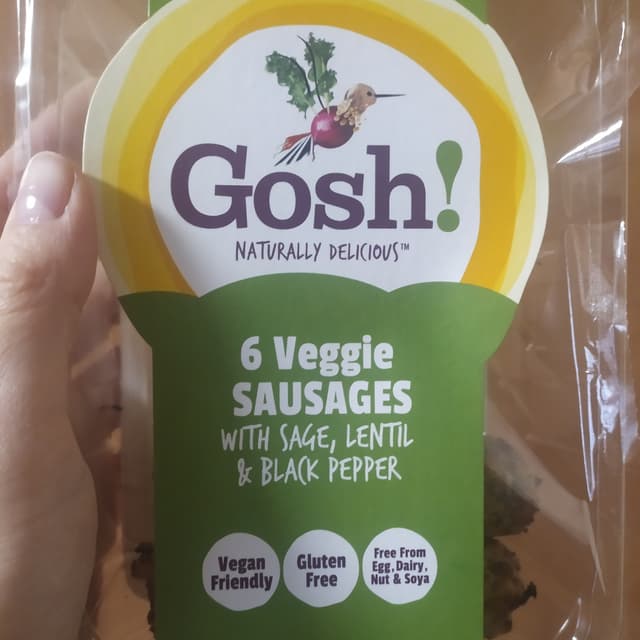 Gosh!
NATURALLY DELICIOUS™
6 Veggie
SAUSAGES
WITH SAGE, LENTIL
& BLACK PEPPER
Vegan
Friendly
Gluten
Free
Free From
Egg, Dairy,
Nut & Soya